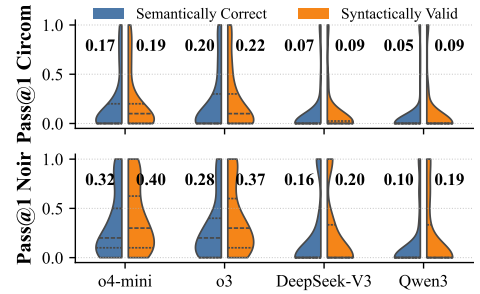 Semantically Correct Syntactically Valid
Pass@1 Circom
1.0
0.5
0.0
0.17 0.19 0.20 0.22 0.07 0.09 0.05 0.09
Pass@1 Noir
1.0
0.5
0.0
0.32 0.40 0.28 0.37 0.16 0.20 0.10 0.19
o4-mini o3 DeepSeek-V3 Qwen3